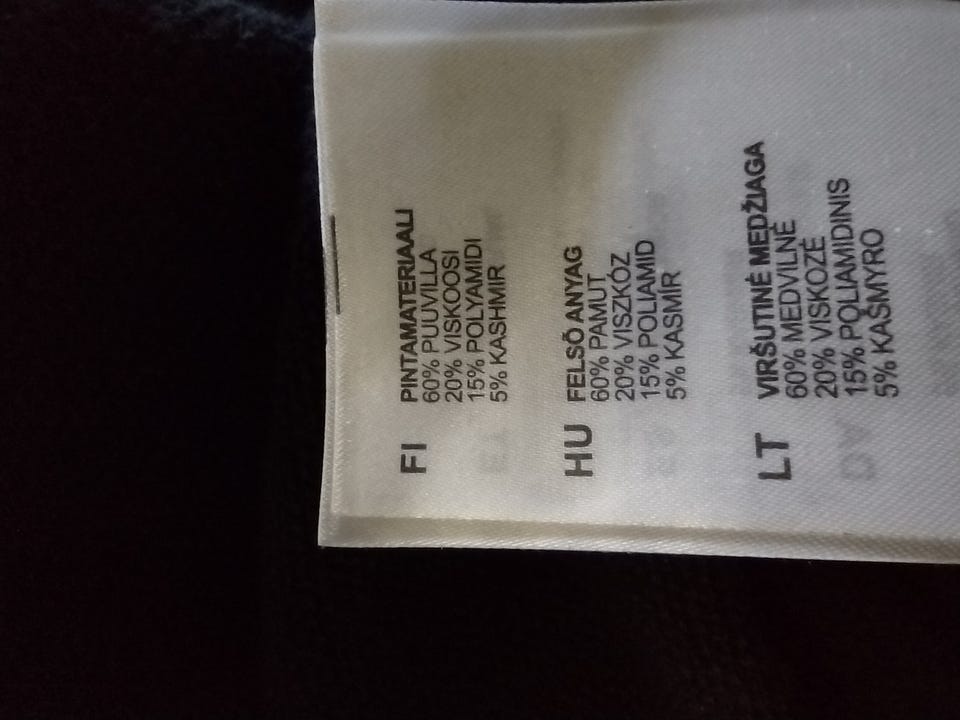 FI PINTAMATERIAALI
60% PUUVILLA
20% VISKOOSI
15% POLYAMIDI
5% KASHMIR
HU FELSŐ ANYAG
60% PAMUT
20% VISZKÓZ
15% POLIAMID
5% KASMÍR
LT VIRŠUTINĖ MEDŽIAGA
60% MEDVILNĖ
20% VISKOZĖ
15% POLIAMIDINIS
5% KAŠMYRO